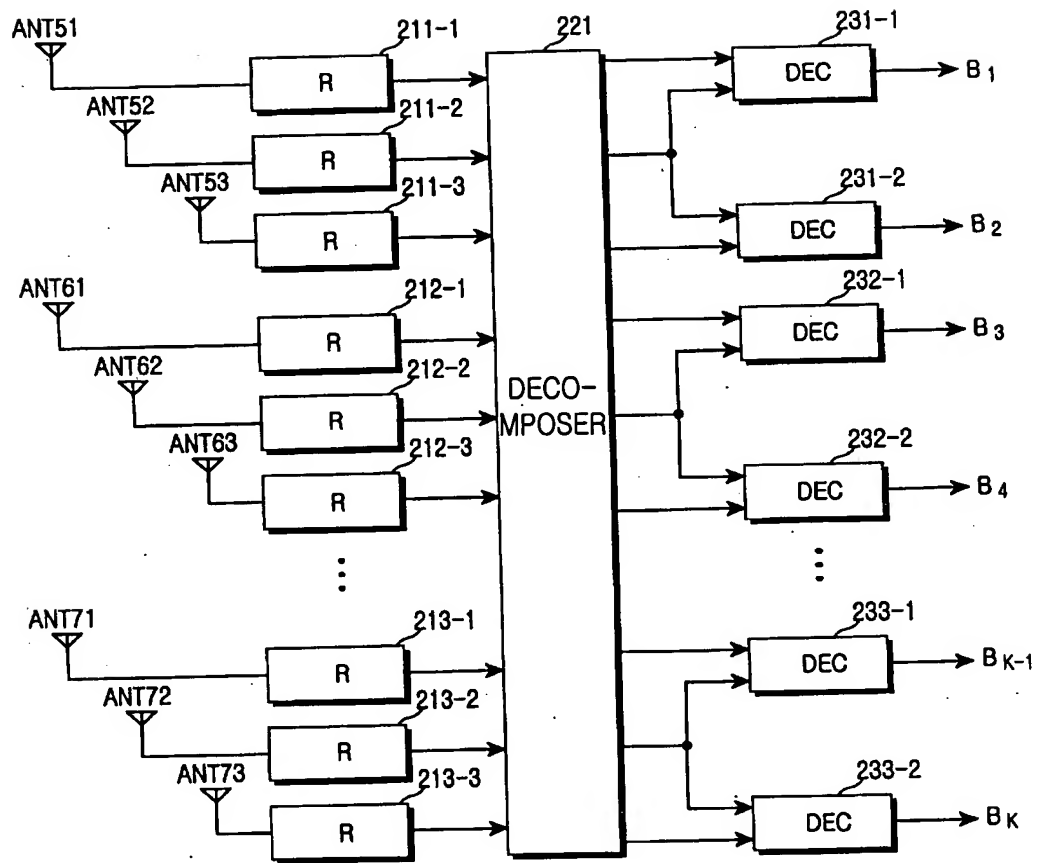 ANT51
211-1
221
231-1
R
DEC
B1
ANT52
211-2
R
ANT53
211-3
231-2
R
DEC
B2
ANT61
212-1
232-1
R
DEC
B3
ANT62
212-2
R
DECO-
MPOSER
ANT63
212-3
232-2
R
DEC
B4
ANT71
213-1
233-1
R
DEC
BK-1
ANT72
213-2
R
ANT73
213-3
233-2
R
DEC
BK